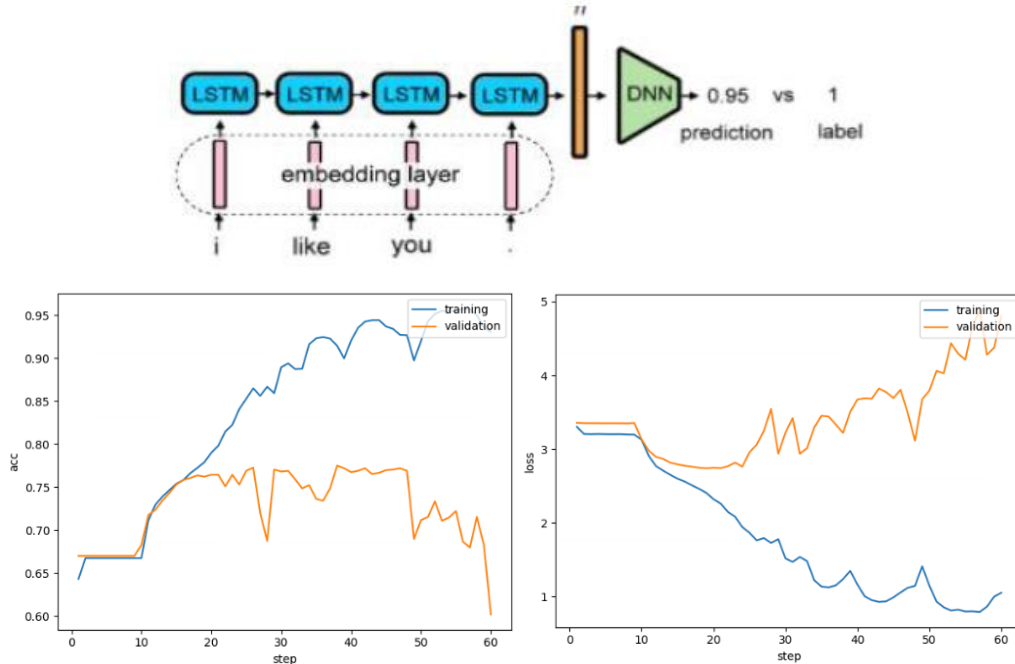 LSTM LSTM LSTM LSTM DNN 0.95 vs 1
prediction label
embedding layer
i like you .
training
validation
0.95
0.90
0.85
0.80
0.75
0.70
0.65
0.60
acc
0 10 20 30 40 50 60
step
training
validation
5
4
3
2
1
loss
0 10 20 30 40 50 60
step